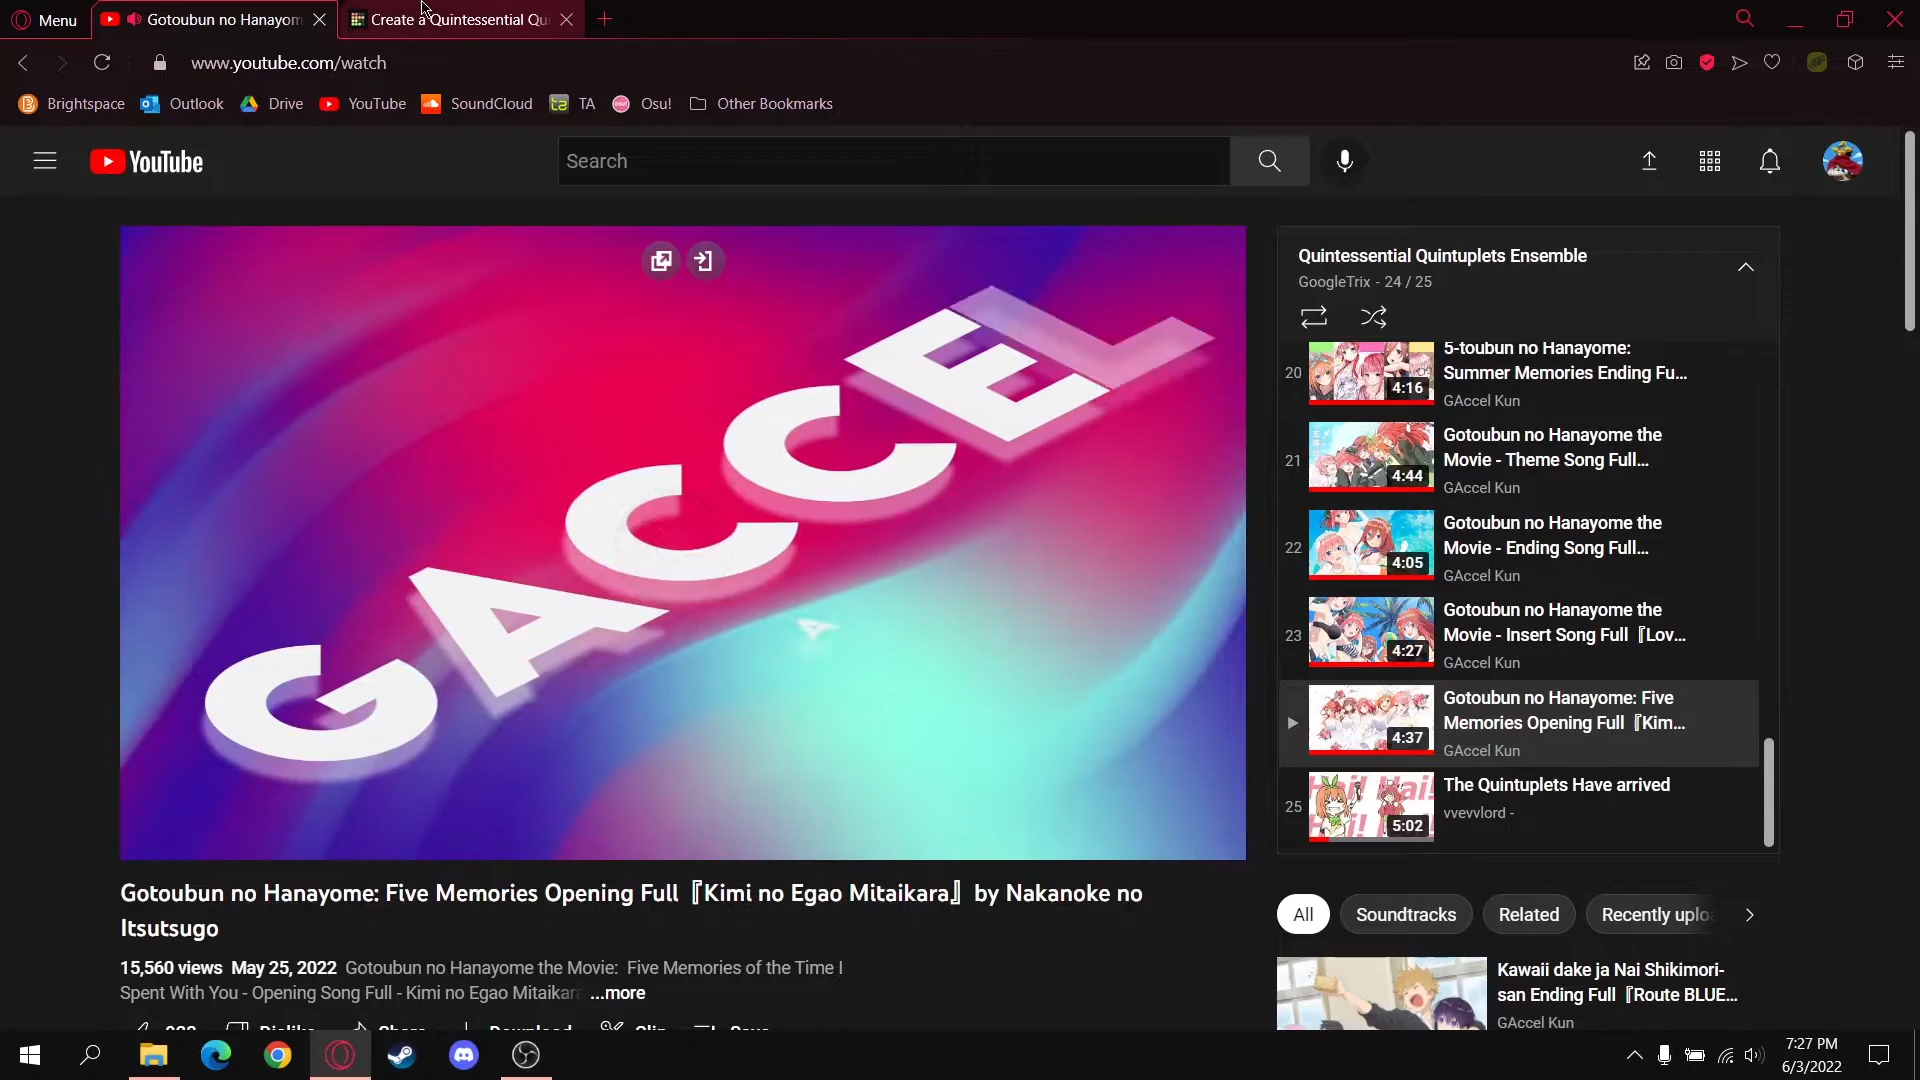 Menu
Gotoubun no Hanayom
Create a Quintessential Qu
www.youtube.com/watch
Brightspace
Outlook
Drive
YouTube
SoundCloud
TA
Osu!
Other Bookmarks
YouTube
Search
GACCEL
A
Quintessential Quintuplets Ensemble
GoogleTrix - 24 / 25
20
4:16
5-toubun no Hanayome:
Summer Memories Ending Fu...
GAccel Kun
21
4:44
Gotoubun no Hanayome the
Movie - Theme Song Full...
GAccel Kun
22
4:05
Gotoubun no Hanayome the
Movie - Ending Song Full...
GAccel Kun
23
4:27
Gotoubun no Hanayome the
Movie - Insert Song Full『Lov...
GAccel Kun
4:37
Gotoubun no Hanayome: Five
Memories Opening Full『Kim...
GAccel Kun
25
Hai! Hai!
5:02
The Quintuplets Have arrived
vvevvlord -
Gotoubun no Hanayome: Five Memories Opening Full『Kimi no Egao Mitaikara』by Nakanoke no
Itsutsugo
15,560 views May 25, 2022 Gotoubun no Hanayome the Movie: Five Memories of the Time I
Spent With You - Opening Song Full - Kimi no Egao Mitaikara ...more
Dislike
Share
Download
Clip
Save
All
Soundtracks
Related
Recently uplo
Kawaii dake ja Nai Shikimori-
san Ending Full『Route BLUE...
GAccel Kun
7:27 PM
6/3/2022